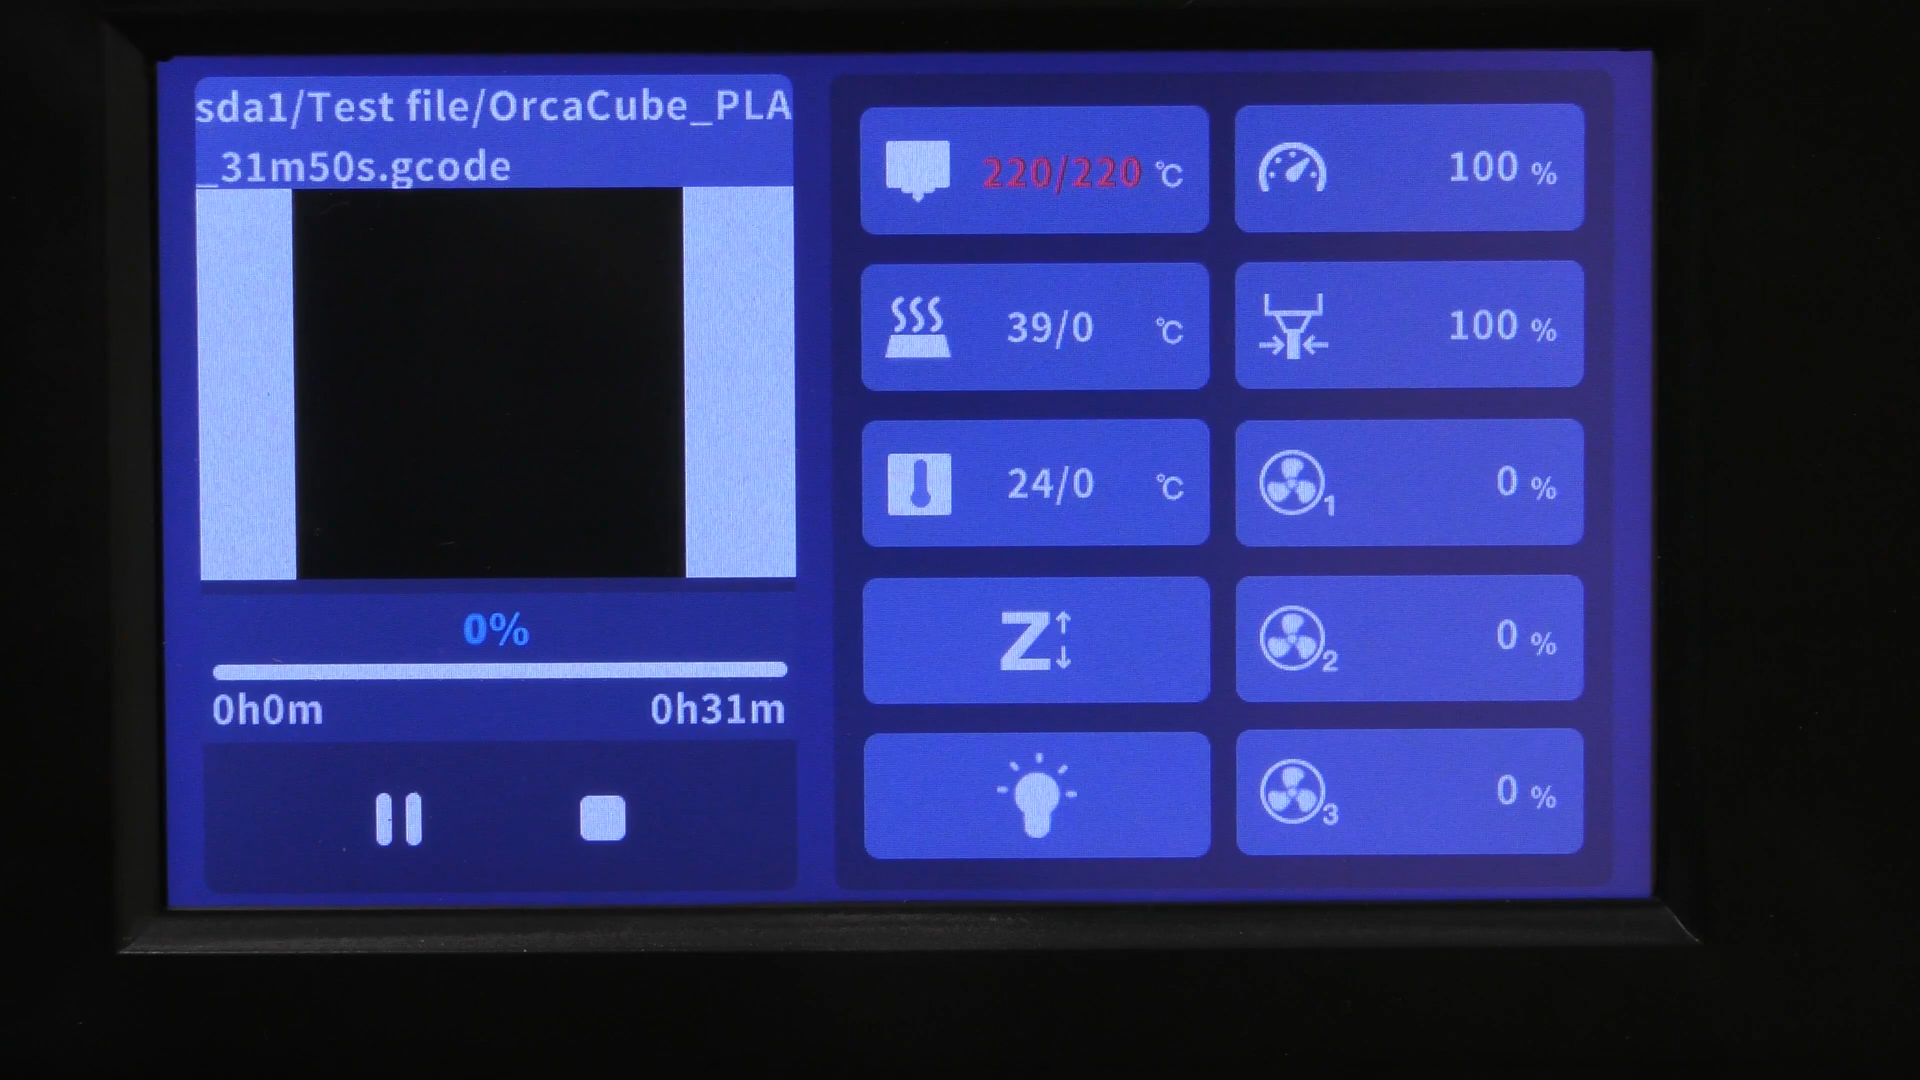 sda1/Test file/OrcaCube_PLA
_31m50s.gcode
0%
0h0m 0h31m
220/220 ℃
39/0 ℃
24/0 ℃
Z
100 %
100 %
1 0 %
2 0 %
3 0 %